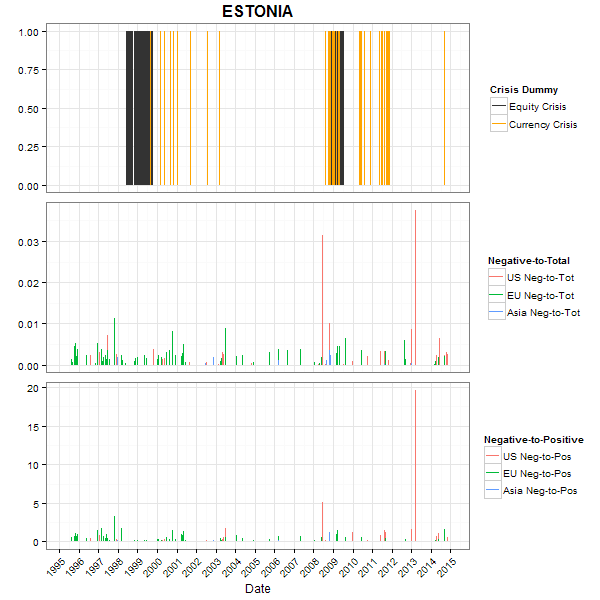 ESTONIA
1.00
0.75
0.50
0.25
0.00
Crisis Dummy
Equity Crisis
Currency Crisis
0.03
0.02
0.01
0.00
Negative-to-Total
US Neg-to-Tot
EU Neg-to-Tot
Asia Neg-to-Tot
20
15
10
5
0
Negative-to-Positive
US Neg-to-Pos
EU Neg-to-Pos
Asia Neg-to-Pos
1995 1996 1997 1998 1999 2000 2001 2002 2003 2004 2005 2006 2007 2008 2009 2010 2011 2012 2013 2014 2015
Date